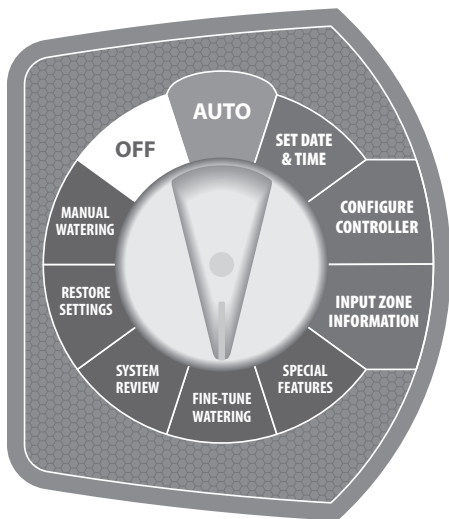 AUTO
SET DATE
& TIME
CONFIGURE
CONTROLLER
INPUT ZONE
INFORMATION
SPECIAL
FEATURES
FINE-TUNE
WATERING
SYSTEM
REVIEW
RESTORE
SETTINGS
MANUAL
WATERING
OFF